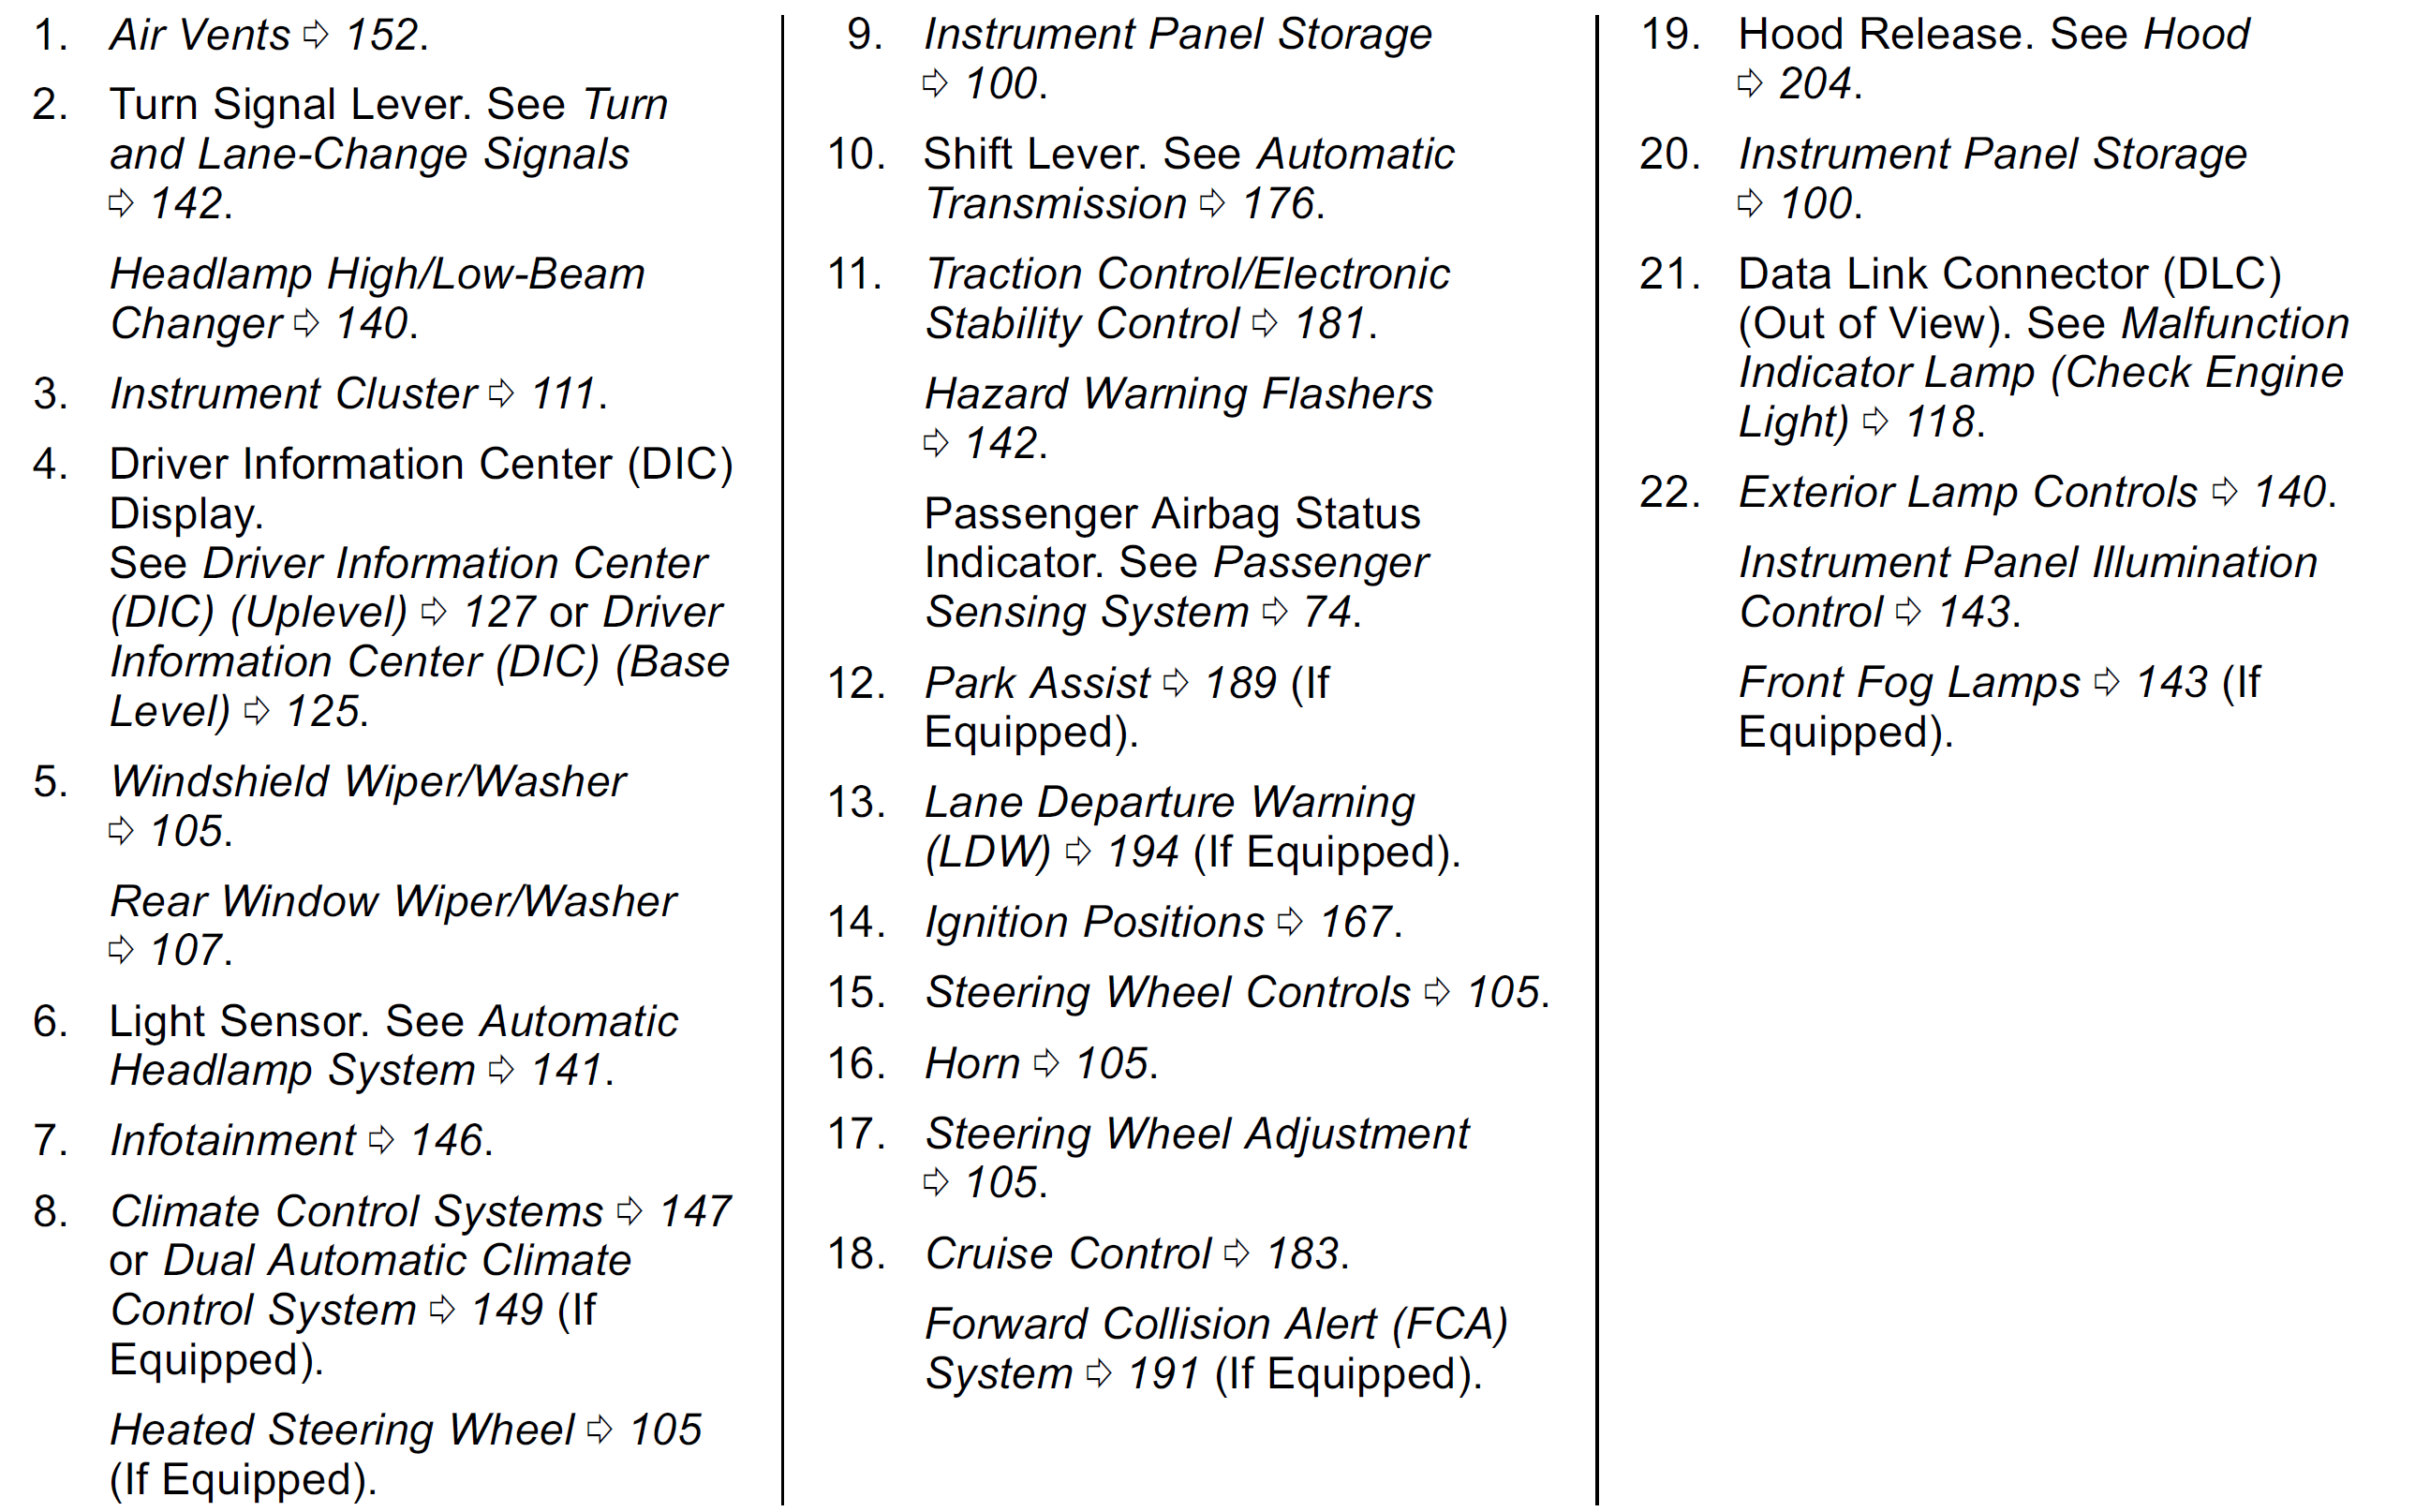 1. Air Vents ⇨ 152.
2. Turn Signal Lever. See Turn
and Lane-Change Signals
⇨ 142.
Headlamp High/Low-Beam
Changer ⇨ 140.
3. Instrument Cluster ⇨ 111.
4. Driver Information Center (DIC)
Display.
See Driver Information Center
(DIC) (Uplevel) ⇨ 127 or Driver
Information Center (DIC) (Base
Level) ⇨ 125.
5. Windshield Wiper/Washer
⇨ 105.
Rear Window Wiper/Washer
⇨ 107.
6. Light Sensor. See Automatic
Headlamp System ⇨ 141.
7. Infotainment ⇨ 146.
8. Climate Control Systems ⇨ 147
or Dual Automatic Climate
Control System ⇨ 149 (If
Equipped).
Heated Steering Wheel ⇨ 105
(If Equipped).
9. Instrument Panel Storage
⇨ 100.
10. Shift Lever. See Automatic
Transmission ⇨ 176.
11. Traction Control/Electronic
Stability Control ⇨ 181.
Hazard Warning Flashers
⇨ 142.
Passenger Airbag Status
Indicator. See Passenger
Sensing System ⇨ 74.
12. Park Assist ⇨ 189 (If
Equipped).
13. Lane Departure Warning
(LDW) ⇨ 194 (If Equipped).
14. Ignition Positions ⇨ 167.
15. Steering Wheel Controls ⇨ 105.
16. Horn ⇨ 105.
17. Steering Wheel Adjustment
⇨ 105.
18. Cruise Control ⇨ 183.
Forward Collision Alert (FCA)
System ⇨ 191 (If Equipped).
19. Hood Release. See Hood
⇨ 204.
20. Instrument Panel Storage
⇨ 100.
21. Data Link Connector (DLC)
(Out of View). See Malfunction
Indicator Lamp (Check Engine
Light) ⇨ 118.
22. Exterior Lamp Controls ⇨ 140.
Instrument Panel Illumination
Control ⇨ 143.
Front Fog Lamps ⇨ 143 (If
Equipped).